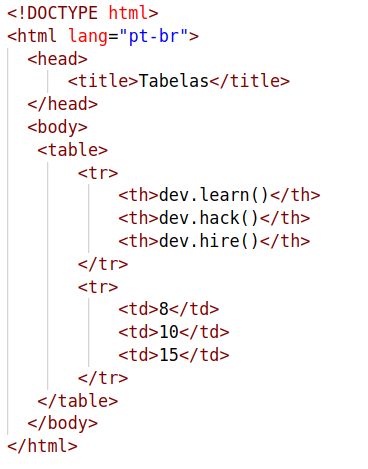 <!DOCTYPE html>
<html lang="pt-br">
<head>
<title>Tabelas</title>
</head>
<body>
<table>
<tr>
<th>dev.learn()</th>
<th>dev.hack()</th>
<th>dev.hire()</th>
</tr>
<tr>
<td>8</td>
<td>10</td>
<td>15</td>
</tr>
</table>
</body>
</html>